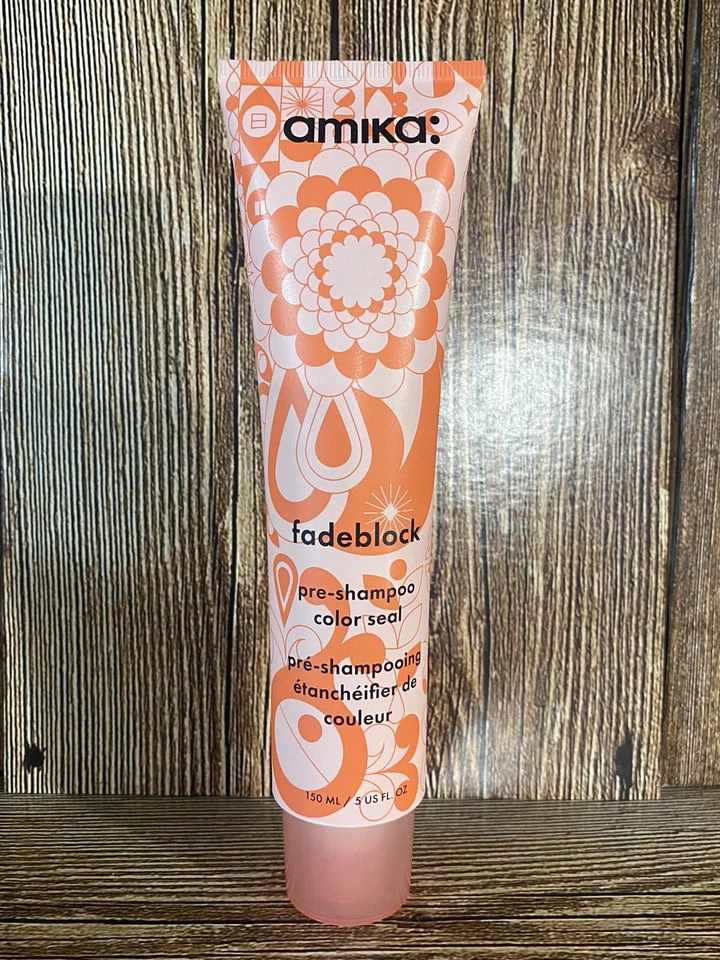 amika:
fadeblock
pre-shampoo
color seal
pré-shampooing
étanchéifier de
couleur
150 ML / 5 US FL. OZ